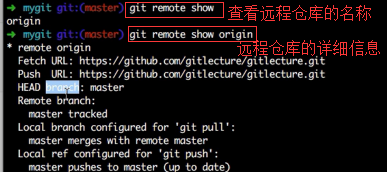 ➜ mygit git:(master) git remote show 查看远程仓库的名称
origin
➜ mygit git:(master) git remote show origin
远程仓库的详细信息
* remote origin
Fetch URL: https://github.com/gitlecture/gitlecture.git
Push URL: https://github.com/gitlecture/gitlecture.git
HEAD branch: master
Remote branch:
master tracked
Local branch configured for 'git pull':
master merges with remote master
Local ref configured for 'git push':
master pushes to master (up to date)